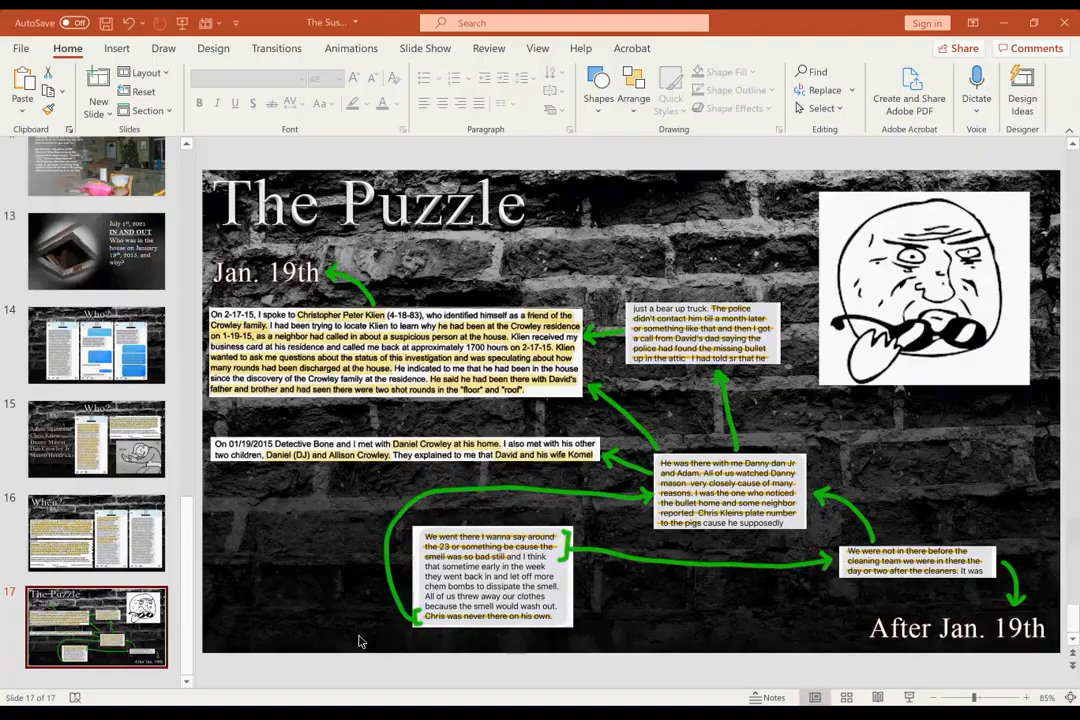 AutoSave Off The Sus... Search Sign in
File Home Insert Draw Design Transitions Animations Slide Show Review View Help Acrobat Share Comments
Paste New Slide Layout Reset Section 48 Shapes Arrange Quick Styles Shape Fill Shape Outline Shape Effects Find Replace Select Create and Share Adobe PDF Dictate Design Ideas
Clipboard Slides Font Paragraph Drawing Editing Adobe Acrobat Voice Designer
13
July 1st, 2021
IN AND OUT
Who was in the
house on January
19th, 2015, and
why?
14
Who?
15
Who?
16
When?
17
The Puzzle
After Jan. 19th
The Puzzle
Jan. 19th
On 2-17-15, I spoke to Christopher Peter Klien (4-18-83), who identified himself as a friend of the
Crowley family. I had been trying to locate Klien to learn why he had been at the Crowley residence
on 1-19-15, as a neighbor had called in about a suspicious person at the house. Klien received my
business card at his residence and called me back at approximately 1700 hours on 2-17-15. Klien
wanted to ask me questions about the status of this investigation and was speculating about how
many rounds had been discharged at the house. He indicated to me that he had been in the house
since the discovery of the Crowley family at the residence. He said he had been there with David's
father and brother and had seen there were two shot rounds in the "floor" and "roof".
just a bear up truck. The police
didn't contact him till a month later
or something like that and then I got
a call from David's dad saying the
police had found the missing bullet
up in the attic. I had told sr that he
On 01/19/2015 Detective Bone and I met with Daniel Crowley at his home. I also met with his other
two children, Daniel (DJ) and Allison Crowley. They explained to me that David and his wife Komel
He was there with me Danny dan Jr
and Adam. All of us watched Danny
mason very closely cause of many
reasons. I was the one who noticed
the bullet home and some neighbor
reported Chris Kleins plate number
to the pigs cause he supposedly
We went there I wanna say around
the 23 or something be cause the
smell was so bad still and I think
that sometime early in the week
they went back in and let off more
chem bombs to dissipate the smell.
All of us threw away our clothes
because the smell would wash out.
Chris was never there on his own.
We were not in there before the
cleaning team we were in there the
day or two after the cleaners. It was
After Jan. 19th
Slide 17 of 17 Notes 85%